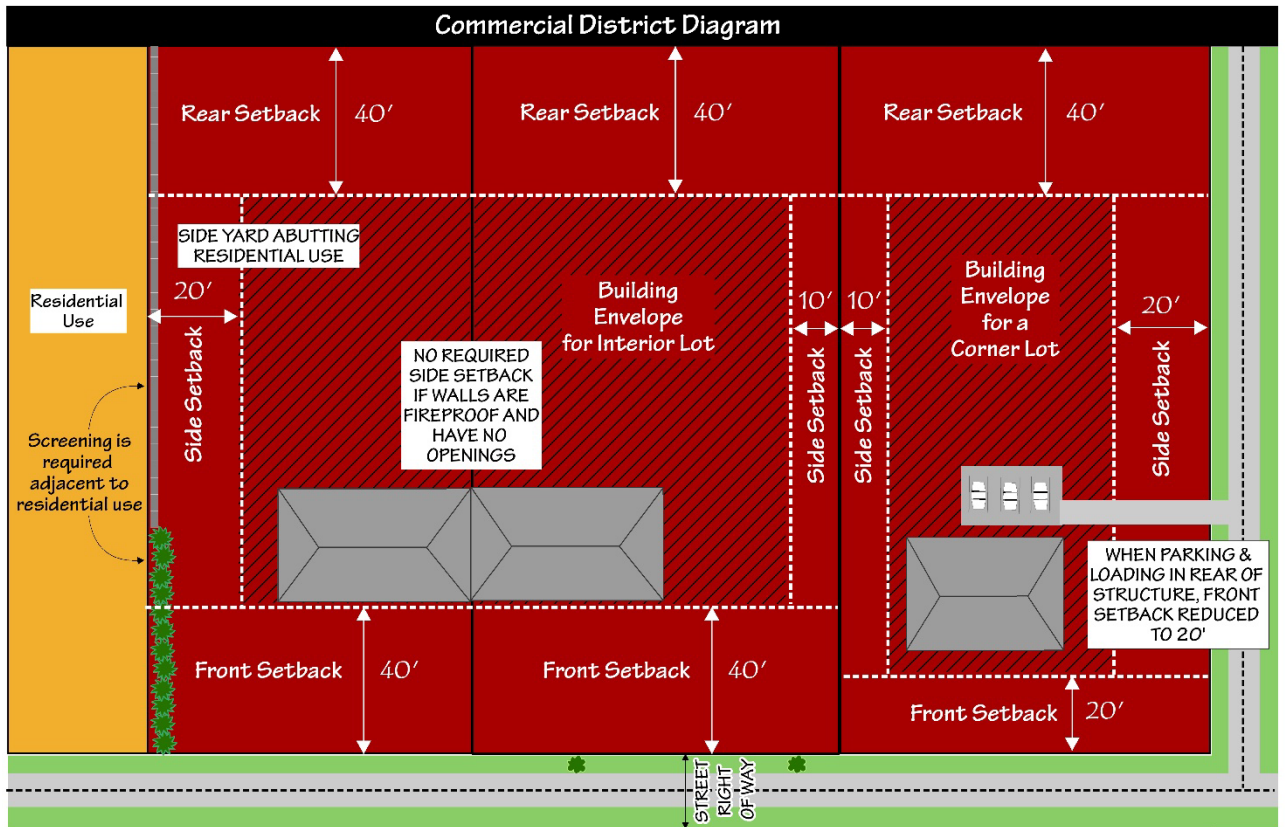 Commercial District Diagram
Rear Setback 40'
Rear Setback 40'
Rear Setback 40'
SIDE YARD ABUTTING
RESIDENTIAL USE
Residential
Use
20'
Side Setback
Building
Envelope
for Interior Lot
10'
Side Setback
10'
Side Setback
Building
Envelope
for a
Corner Lot
20'
Side Setback
NO REQUIRED
SIDE SETBACK
IF WALLS ARE
FIREPROOF AND
HAVE NO
OPENINGS
Screening is
required
adjacent to
residential use
WHEN PARKING &
LOADING IN REAR OF
STRUCTURE, FRONT
SETBACK REDUCED
TO 20'
Front Setback 40'
Front Setback 40'
Front Setback 20'
STREET
RIGHT
OF WAY